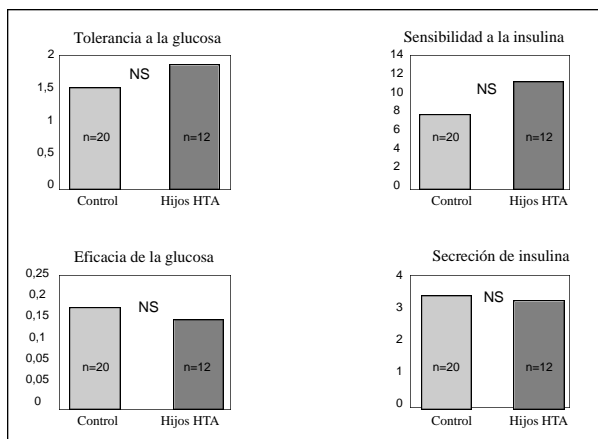 Tolerancia a la glucosa
2
1,5
1
0,5
0
NS
n=20
n=12
Control
Hijos HTA
Sensibilidad a la insulina
14
12
10
8
6
4
2
0
NS
n=20
n=12
Control
Hijos HTA
Eficacia de la glucosa
0,25
0,2
0,15
0,1
0,05
0,05
0
NS
n=20
n=12
Control
Hijos HTA
Secreción de insulina
4
3
2
1
0
NS
n=20
n=12
Control
Hijos HTA